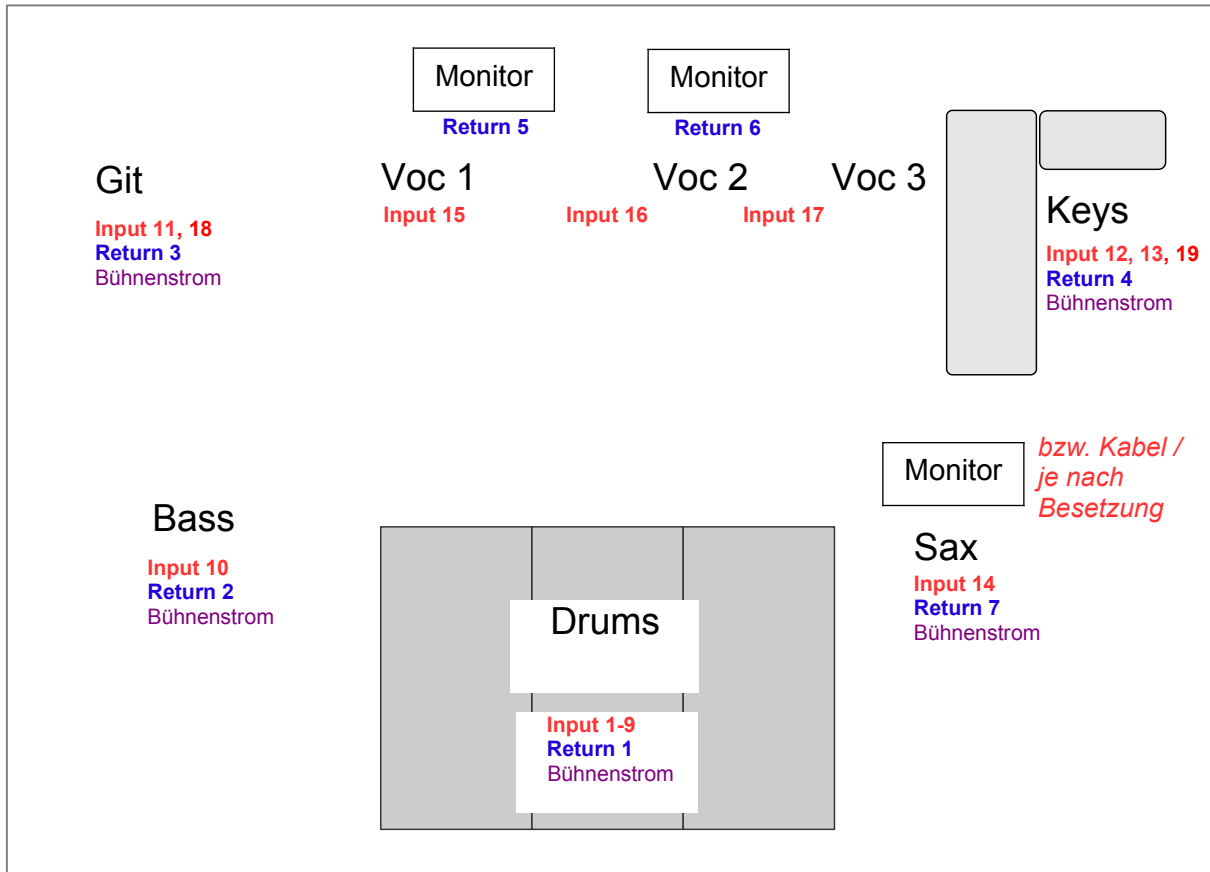 Monitor
Return 5
Monitor
Return 6
Git
Input 11, 18
Return 3
Bühnenstrom
Voc 1
Input 15
Voc 2
Input 16
Voc 3
Input 17
Keys
Input 12, 13, 19
Return 4
Bühnenstrom
Monitor
bzw. Kabel /
je nach
Besetzung
Bass
Input 10
Return 2
Bühnenstrom
Sax
Input 14
Return 7
Bühnenstrom
Drums
Input 1-9
Return 1
Bühnenstrom